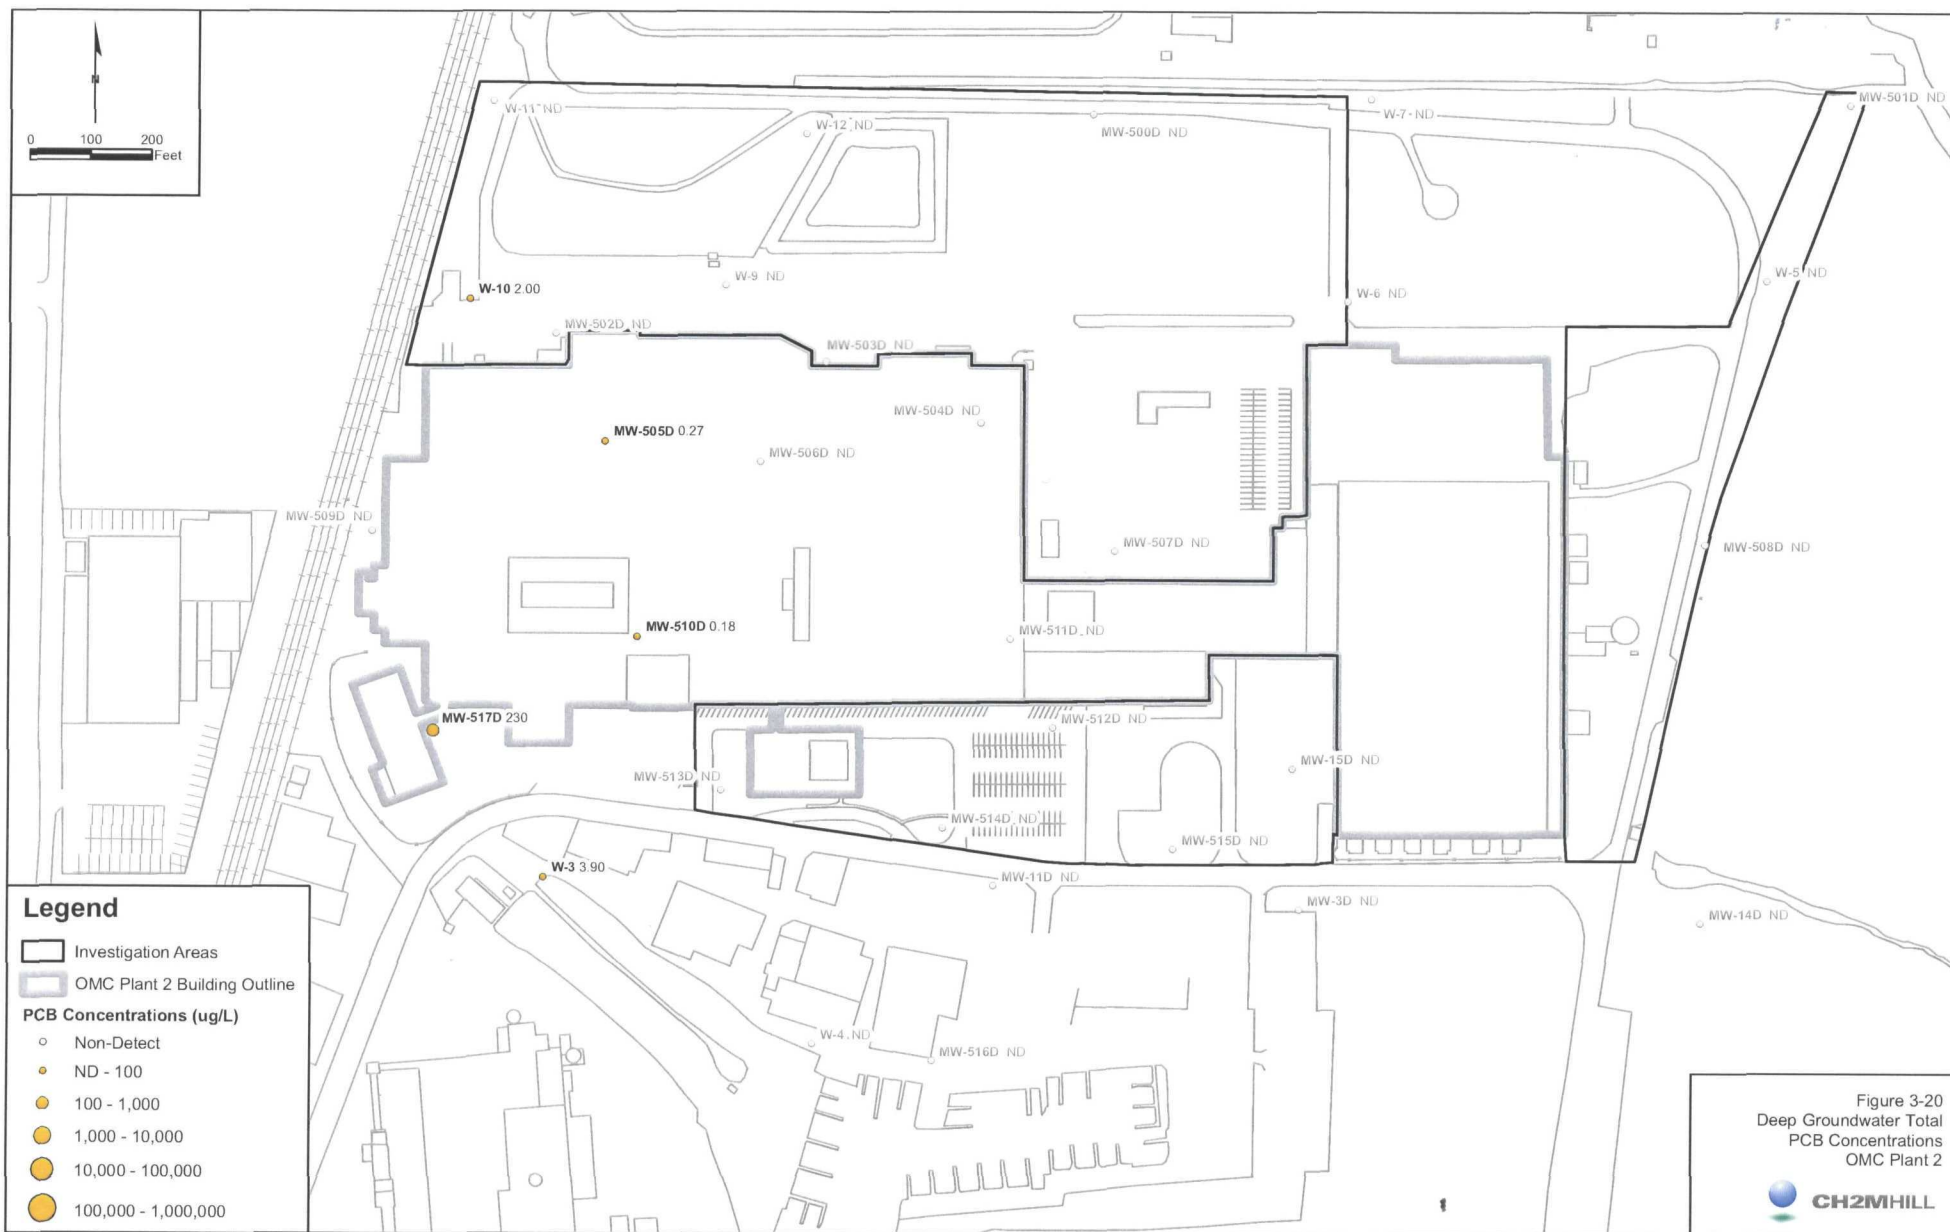 N
0 100 200
Feet
W-11 ND
W-12 ND
MW-500D ND
W-7 ND
MW-501D ND
W-10 2.00
W-9 ND
W-6 ND
W-5 ND
MW-502D ND
MW-503D ND
MW-504D ND
MW-505D 0.27
MW-506D ND
MW-509D ND
MW-507D ND
MW-508D ND
MW-510D 0.18
MW-511D ND
MW-517D 230
MW-512D ND
MW-513D ND
MW-15D ND
MW-514D ND
MW-515D ND
W-3 3.90
MW-11D ND
MW-3D ND
MW-14D ND
W-4 ND
MW-516D ND
Legend
Investigation Areas
OMC Plant 2 Building Outline
PCB Concentrations (ug/L)
Non-Detect
ND - 100
100 - 1,000
1,000 - 10,000
10,000 - 100,000
100,000 - 1,000,000
Figure 3-20
Deep Groundwater Total
PCB Concentrations
OMC Plant 2
CH2MHILL